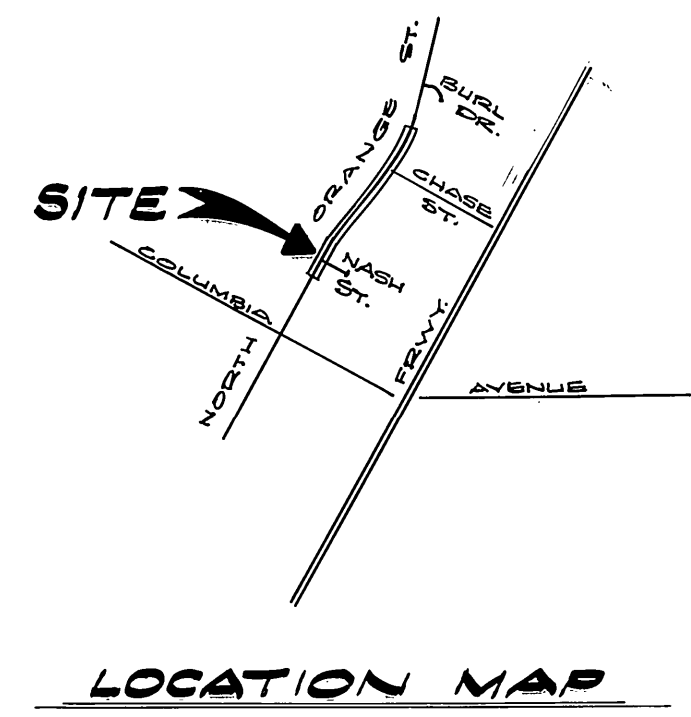 NORTH ORANGE ST.
BURL
DR.
CHASE
ST.
SITE
NASH
ST.
COLUMBIA
FRWY.
AVENUE
LOCATION MAP